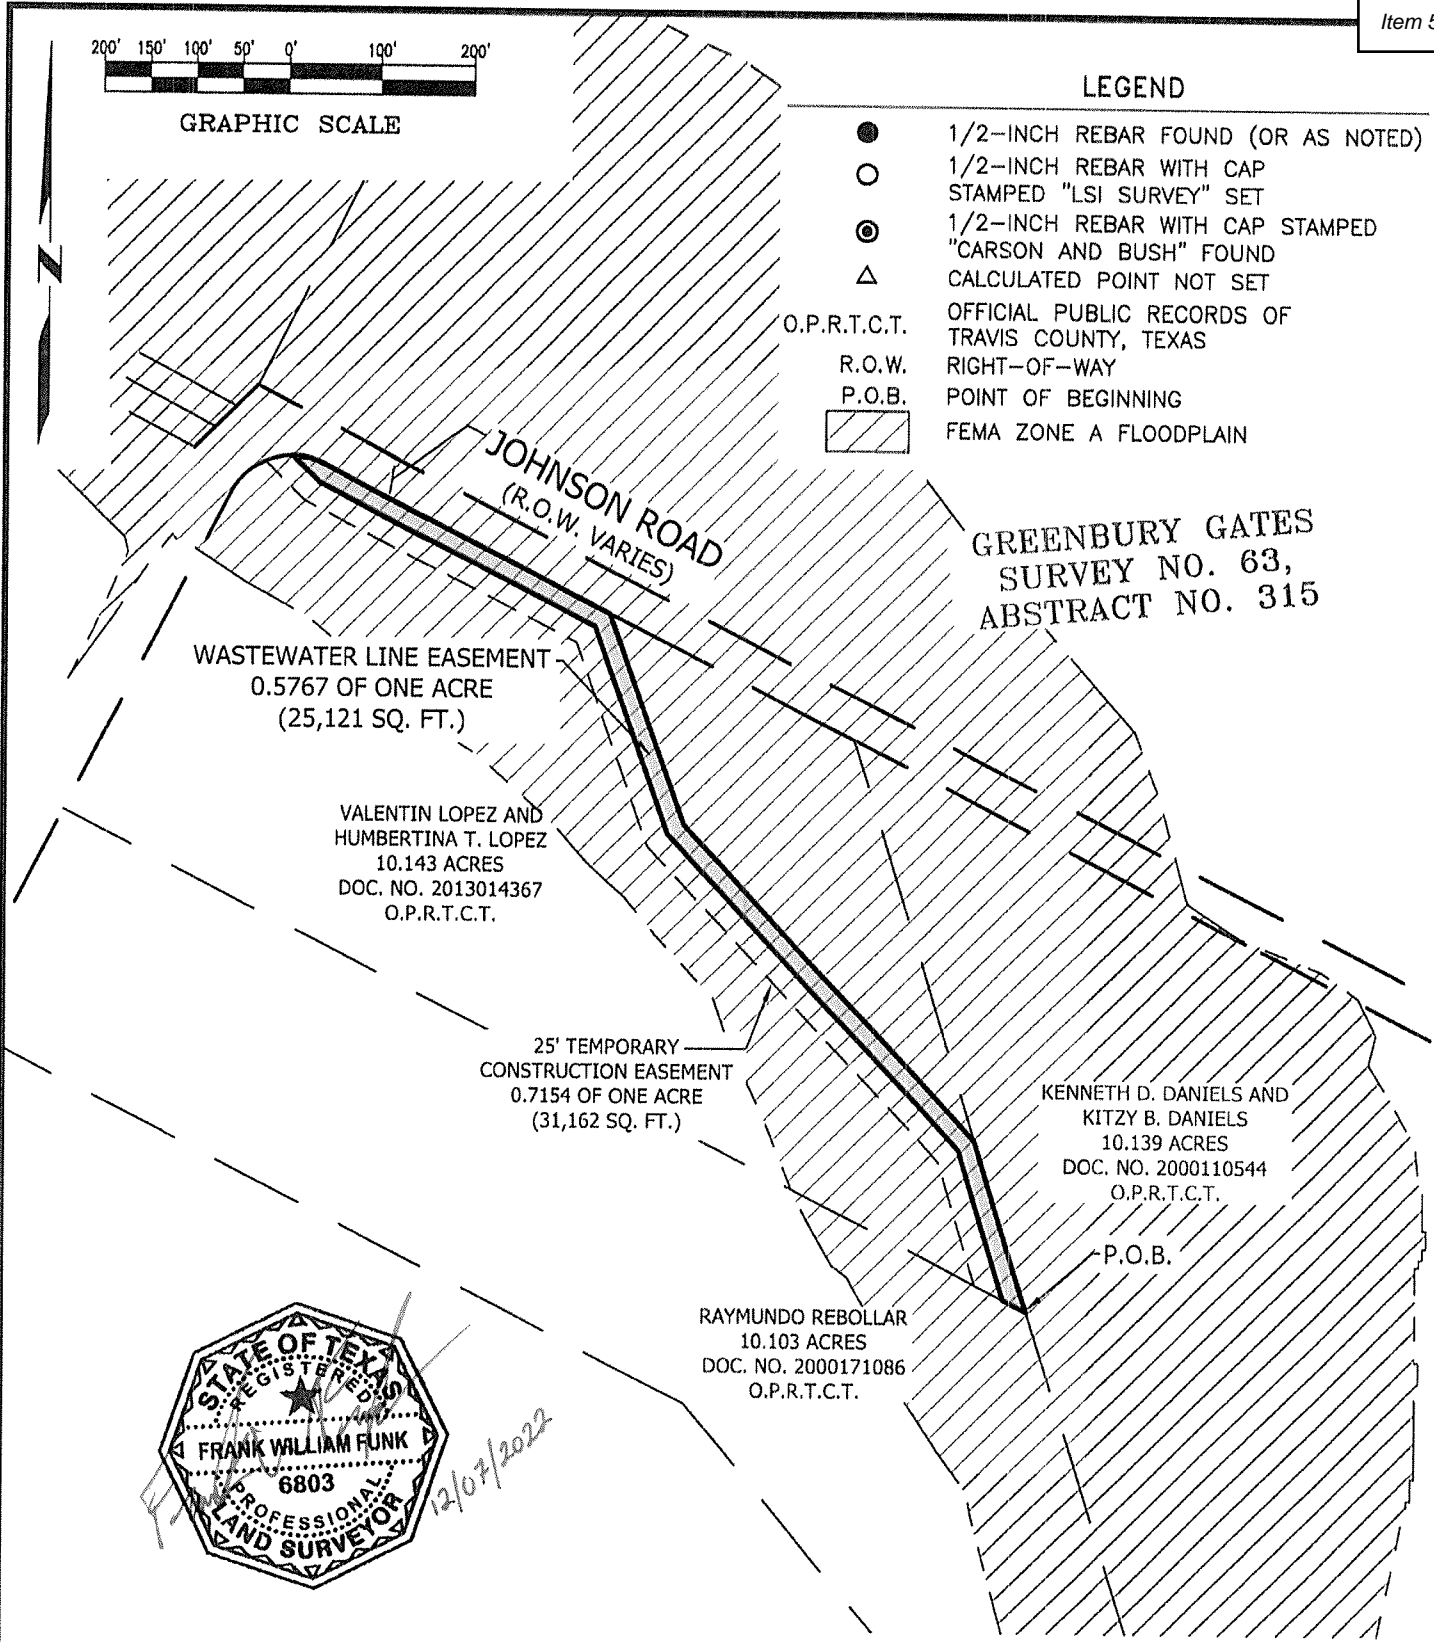 Item 5
200' 150' 100' 50' 0' 100' 200'
GRAPHIC SCALE
N
LEGEND
1/2-INCH REBAR FOUND (OR AS NOTED)
1/2-INCH REBAR WITH CAP
STAMPED "LSI SURVEY" SET
1/2-INCH REBAR WITH CAP STAMPED
"CARSON AND BUSH" FOUND
CALCULATED POINT NOT SET
O.P.R.T.C.T. OFFICIAL PUBLIC RECORDS OF
TRAVIS COUNTY, TEXAS
R.O.W. RIGHT-OF-WAY
P.O.B. POINT OF BEGINNING
FEMA ZONE A FLOODPLAIN
JOHNSON ROAD
(R.O.W. VARIES)
GREENBURY GATES
SURVEY NO. 63,
ABSTRACT NO. 315
WASTEWATER LINE EASEMENT
0.5767 OF ONE ACRE
(25,121 SQ. FT.)
VALENTIN LOPEZ AND
HUMBERTINA T. LOPEZ
10.143 ACRES
DOC. NO. 2013014367
O.P.R.T.C.T.
25' TEMPORARY
CONSTRUCTION EASEMENT
0.7154 OF ONE ACRE
(31,162 SQ. FT.)
KENNETH D. DANIELS AND
KITZY B. DANIELS
10.139 ACRES
DOC. NO. 2000110544
O.P.R.T.C.T.
P.O.B.
RAYMUNDO REBOLLAR
10.103 ACRES
DOC. NO. 2000171086
O.P.R.T.C.T.
STATE OF TEXAS
REGISTERED
FRANK WILLIAM FUNK
6803
PROFESSIONAL
LAND SURVEYOR
12/07/2022